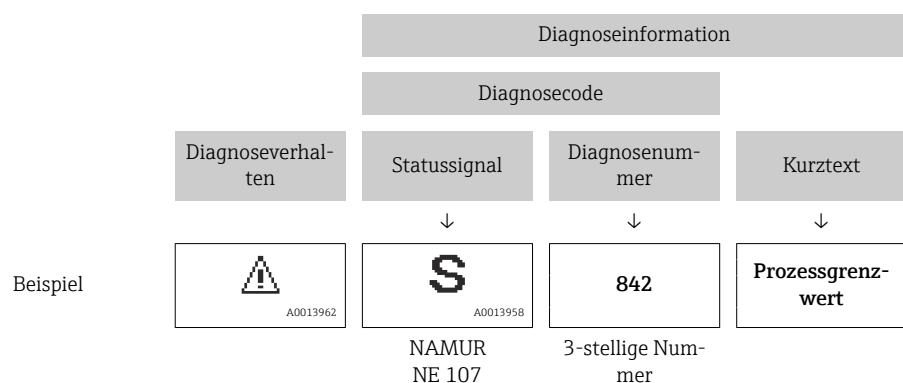 Diagnoseinformation
Diagnosecode
Diagnoseverhal-
ten
Statussignal
Diagnosenum-
mer
Kurztext
↓ ↓ ↓
Beispiel
A0013962
S
A0013958
842
Prozessgrenz-
wert
NAMUR
NE 107
3-stellige Num-
mer